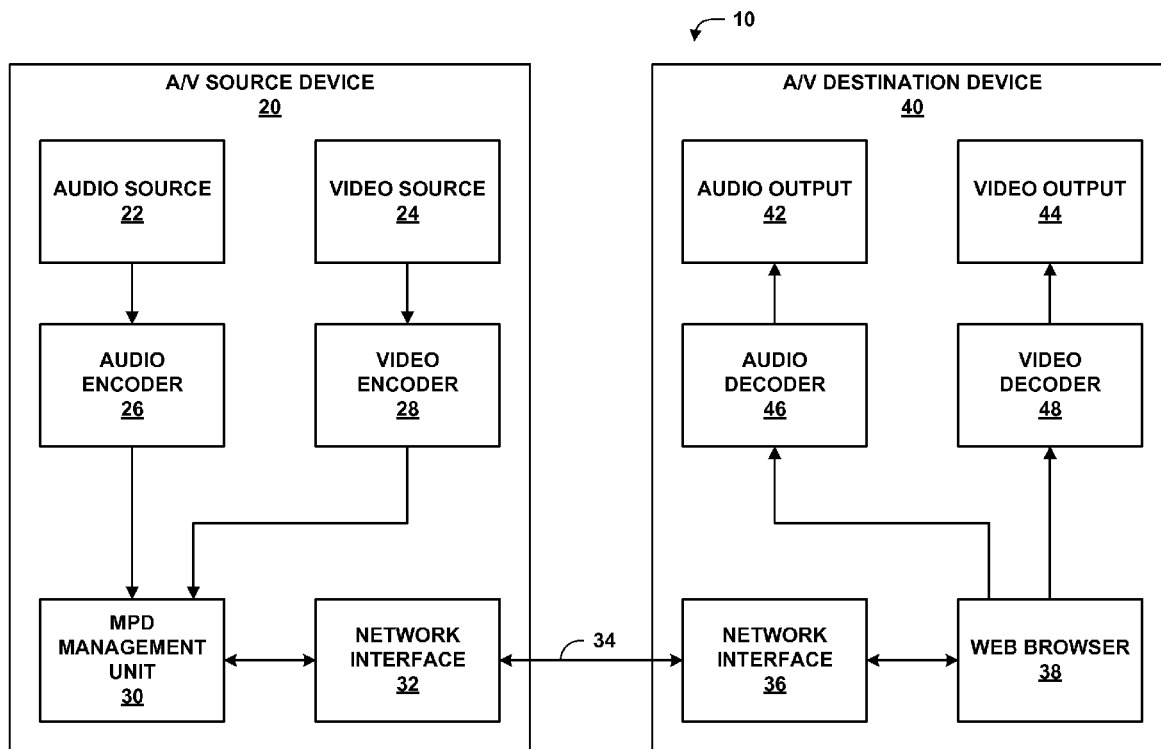 10
A/V SOURCE DEVICE
20
AUDIO SOURCE
22
VIDEO SOURCE
24
AUDIO
ENCODER
26
VIDEO
ENCODER
28
MPD
MANAGEMENT
UNIT
30
NETWORK
INTERFACE
32
34
A/V DESTINATION DEVICE
40
AUDIO OUTPUT
42
VIDEO OUTPUT
44
AUDIO
DECODER
46
VIDEO
DECODER
48
NETWORK
INTERFACE
36
WEB BROWSER
38